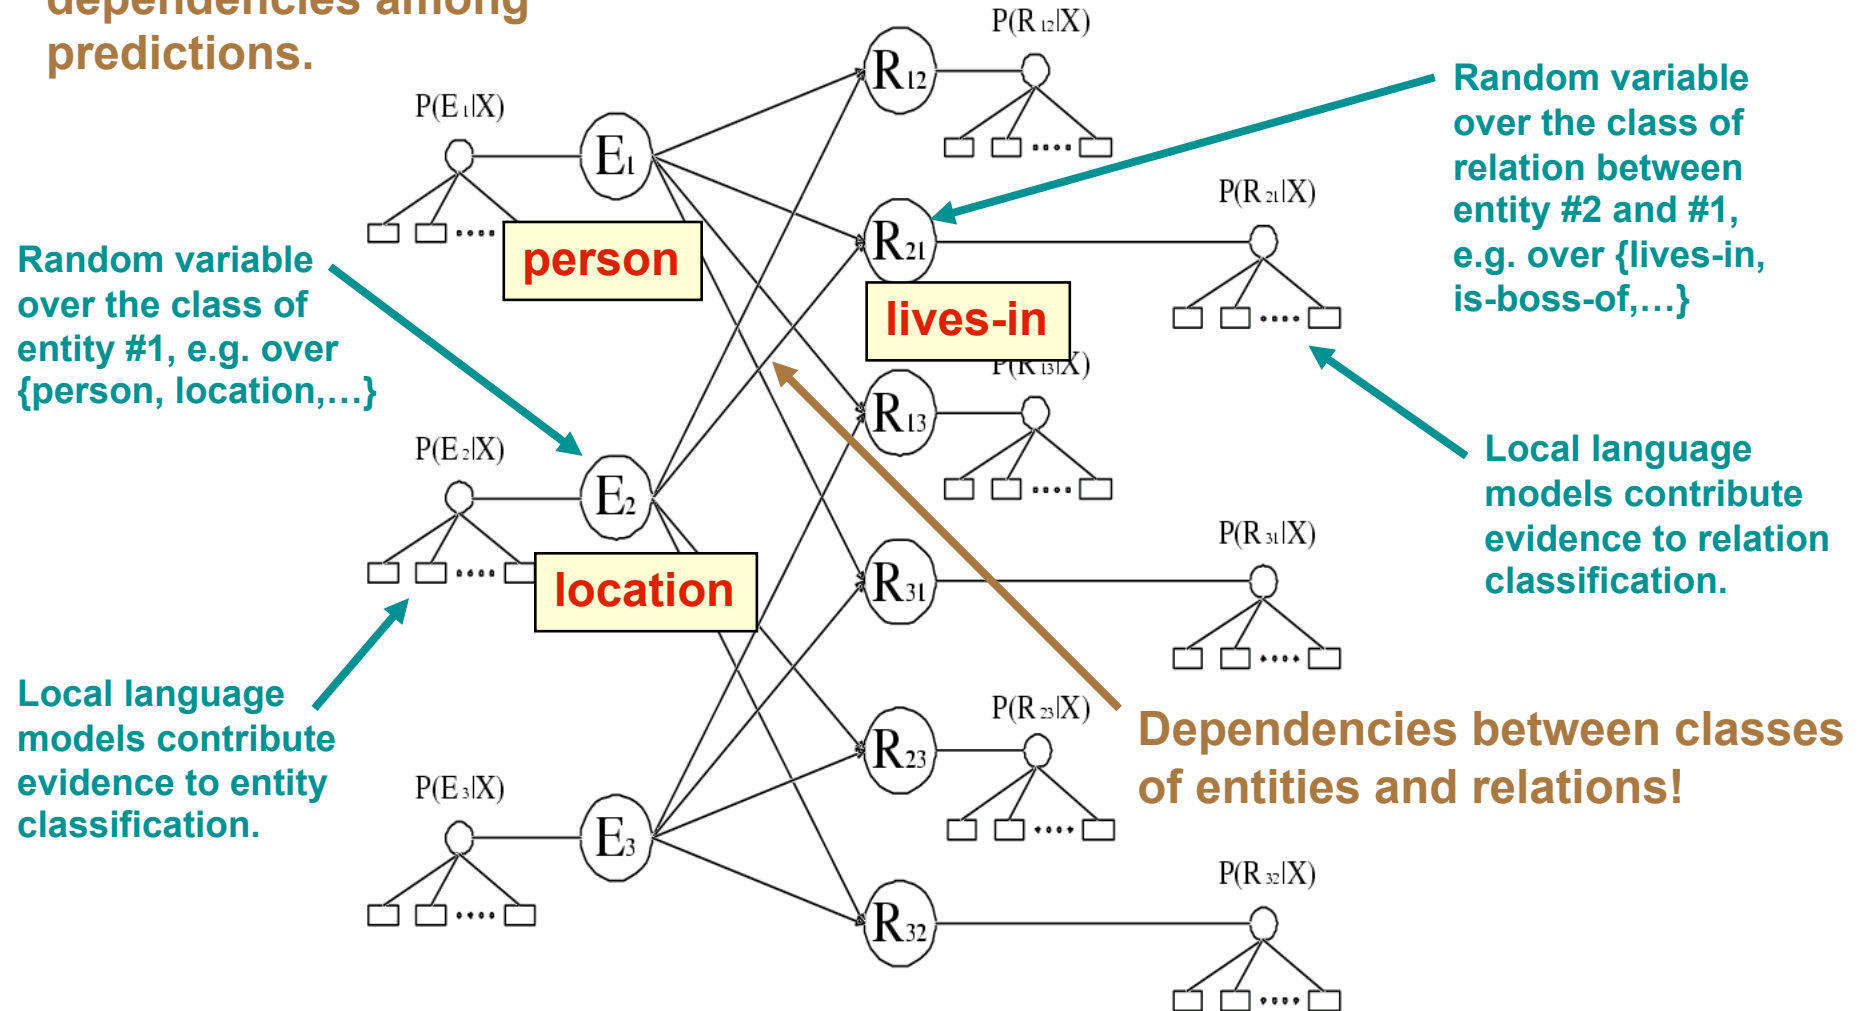 dependencies among
predictions.
P(R12|X)
R12
Random variable
over the class of
relation between
entity #2 and #1,
e.g. over {lives-in,
is-boss-of,…}
P(E1|X)
E1
person
P(R21|X)
R21
lives-in
Random variable
over the class of
entity #1, e.g. over
{person, location,…}
P(R13|X)
R13
P(E2|X)
E2
location
Local language
models contribute
evidence to relation
classification.
P(R31|X)
R31
Local language
models contribute
evidence to entity
classification.
P(R23|X)
R23
Dependencies between classes
of entities and relations!
P(E3|X)
E3
P(R32|X)
R32